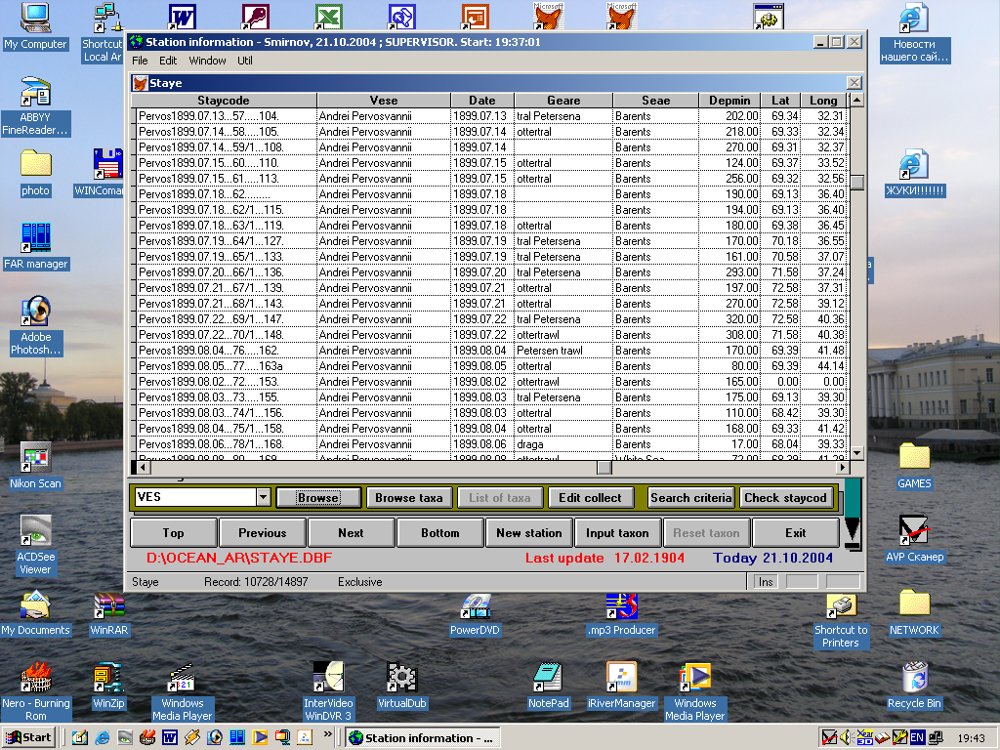 My Computer
Shortcut
Local Ar
Новости
нашего сай...
ABBYY
FineReader...
photo
WINComan
ЖУКИ!!!!!!!
FAR manager
Adobe
Photosh...
Station information - Smirnov, 21.10.2004 ; SUPERVISOR. Start: 19:37:01
File Edit Window Util
Staye
Staycode Vese Date Geare Seae Depmin Lat Long
Pervos1899.07.13...57.....104. Andrei Pervosvannii 1899.07.13 tral Petersena Barents 202.00 69.34 32.31
Pervos1899.07.14...58.....105. Andrei Pervosvannii 1899.07.14 ottertral Barents 218.00 69.33 32.34
Pervos1899.07.14...59/1...108. Andrei Pervosvannii 1899.07.14 Barents 270.00 69.31 32.37
Pervos1899.07.15...60.....110. Andrei Pervosvannii 1899.07.15 ottertral Barents 124.00 69.37 33.52
Pervos1899.07.15...61.....113. Andrei Pervosvannii 1899.07.15 ottertral Barents 256.00 69.32 32.56
Pervos1899.07.18...62........ Andrei Pervosvannii 1899.07.18 Barents 190.00 69.13 36.40
Pervos1899.07.18...62/1...115. Andrei Pervosvannii 1899.07.18 Barents 194.00 69.13 36.40
Pervos1899.07.18...63/1...119. Andrei Pervosvannii 1899.07.18 ottertral Barents 180.00 69.38 36.45
Pervos1899.07.19...64/1...127. Andrei Pervosvannii 1899.07.19 tral Petersena Barents 170.00 70.18 36.55
Pervos1899.07.19...65/1...133. Andrei Pervosvannii 1899.07.19 tral Petersena Barents 161.00 70.58 37.07
Pervos1899.07.20...66/1...136. Andrei Pervosvannii 1899.07.20 tral Petersena Barents 293.00 71.58 37.24
Pervos1899.07.21...67/1...139. Andrei Pervosvannii 1899.07.21 ottertral Barents 197.00 72.58 37.31
Pervos1899.07.21...68/1...143. Andrei Pervosvannii 1899.07.21 ottertral Barents 270.00 72.58 39.12
Pervos1899.07.22...69/1...147. Andrei Pervosvannii 1899.07.22 tral Petersena Barents 320.00 72.58 40.36
Pervos1899.07.22...70/1...148. Andrei Pervosvannii 1899.07.22 ottertrawl Barents 308.00 71.58 40.38
Pervos1899.08.04...76.....162. Andrei Pervosvannii 1899.08.04 Petersen trawl Barents 170.00 69.39 41.48
Pervos1899.08.05...77.....163a Andrei Pervosvannii 1899.08.05 ottertral Barents 80.00 69.39 44.14
Pervos1899.08.02...72.....153. Andrei Pervosvannii 1899.08.02 ottertrawl Barents 165.00 0.00 0.00
Pervos1899.08.03...73.....155. Andrei Pervosvannii 1899.08.03 tral Petersena Barents 175.00 69.13 39.30
Pervos1899.08.03...74/1...156. Andrei Pervosvannii 1899.08.03 ottertral Barents 110.00 68.42 39.30
Pervos1899.08.04...75/1...158. Andrei Pervosvannii 1899.08.04 ottertral Barents 168.00 69.33 41.42
Pervos1899.08.06...78/1...168. Andrei Pervosvannii 1899.08.06 draga Barents 17.00 68.04 39.33
VES Browse Browse taxa List of taxa Edit collect Search criteria Check staycod
Top Previous Next Bottom New station Input taxon Reset taxon Exit
D:\OCEAN_AR\STAYE.DBF Last update 17.02.1904 Today 21.10.2004
Staye Record: 10728/14897 Exclusive Ins
Nikon Scan
GAMES
ACDSee
Viewer
AVP Сканер
My Documents
WinRAR
PowerDVD
.mp3 Producer
Shortcut to
Printers
NETWORK
Nero - Burning
Rom
WinZip
Windows
Media Player
InterVideo
WinDVR 3
VirtualDub
NotePad
iRiverManager
Windows
Media Player
Recycle Bin
Start
Station information - ...
EN
19:43